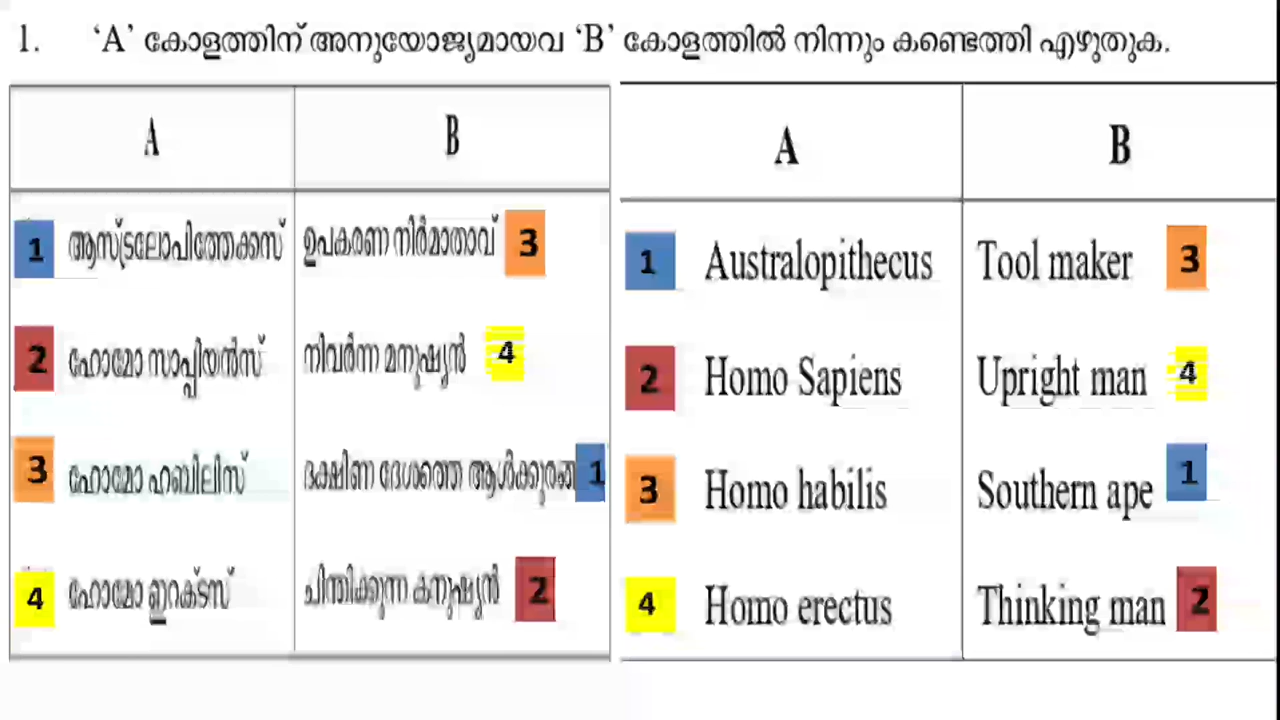 1. ‘A’ കോളത്തിന് അനുയോജ്യമായവ ‘B’ കോളത്തിൽ നിന്നും കണ്ടെത്തി എഴുതുക.
A B
1 ആസ്ട്രലോപിത്തേക്കസ് ഉപകരണ നിർമാതാവ് 3
2 ഹോമോ സാപ്പിയൻസ് നിവർന്ന മനുഷ്യൻ 4
3 ഹോമോ ഹബിലിസ് ദക്ഷിണ ദേശത്തെ 1
4 ഹോമോ ഇറക്ടസ് ചിന്തിക്കുന്ന 2
A B
1 Australopithecus Tool maker 3
2 Homo Sapiens Upright man 4
3 Homo habilis Southern ape 1
4 Homo erectus Thinking man 2